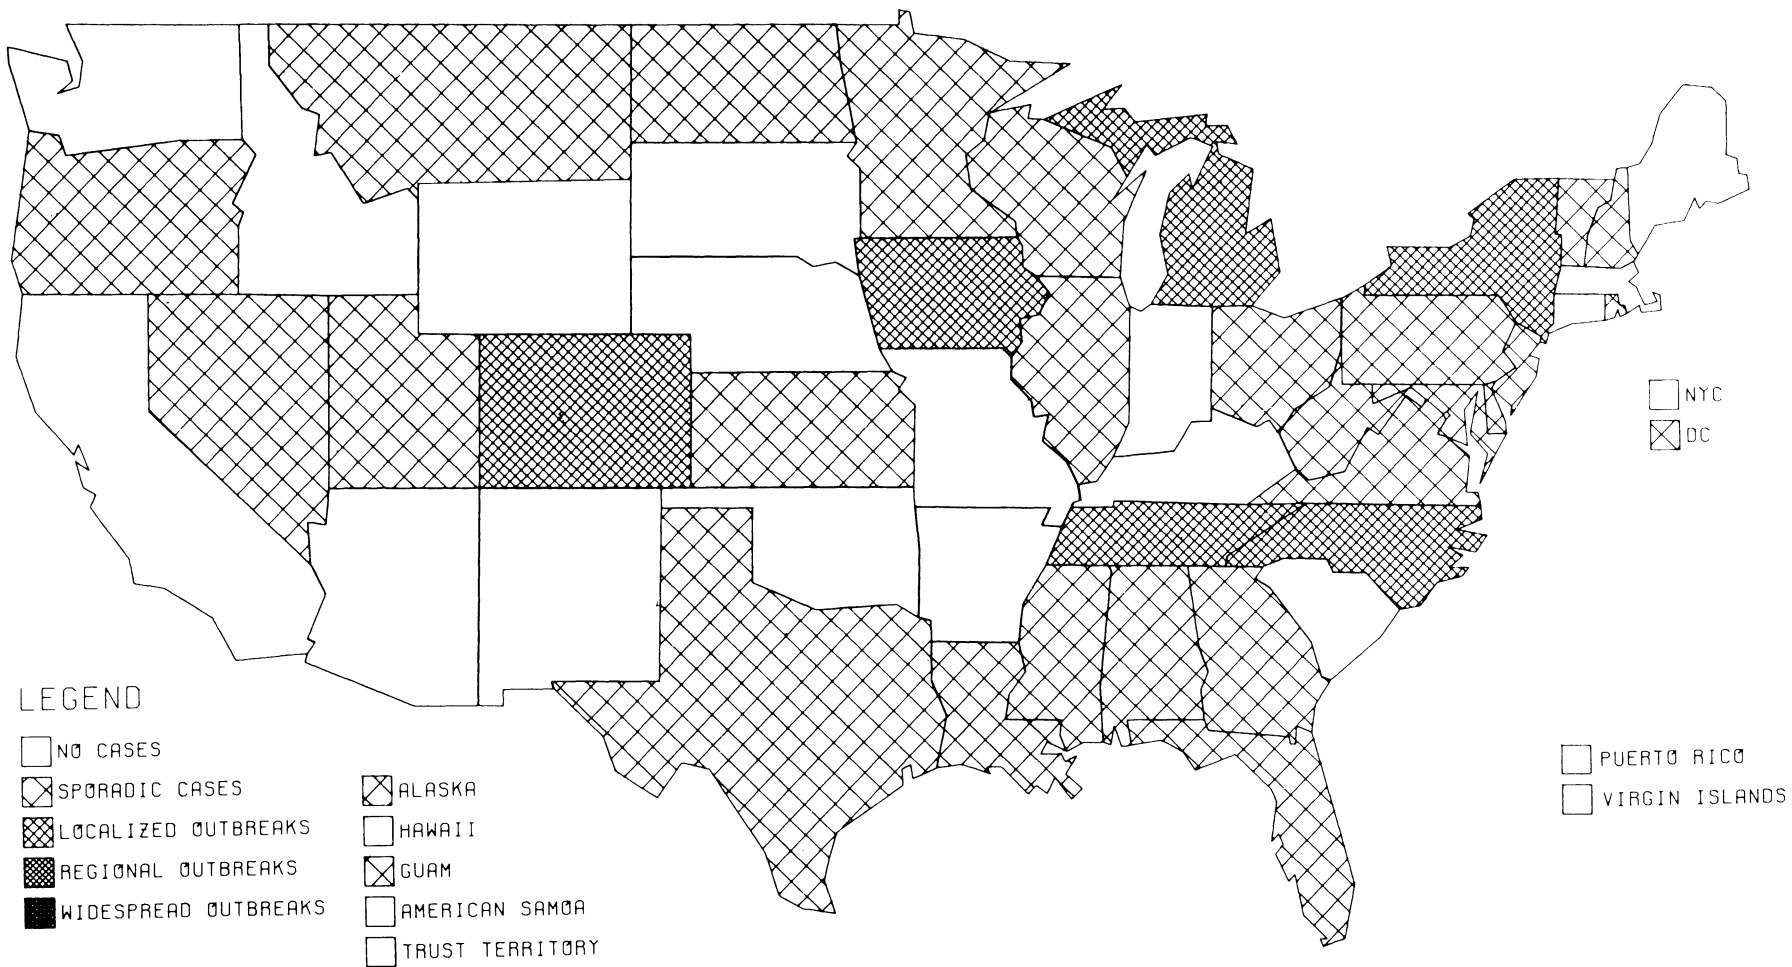 NYC
DC
LEGEND
NO CASES
SPORADIC CASES
LOCALIZED OUTBREAKS
REGIONAL OUTBREAKS
WIDESPREAD OUTBREAKS
ALASKA
HAWAII
GUAM
AMERICAN SAMOA
TRUST TERRITORY
PUERTO RICO
VIRGIN ISLANDS